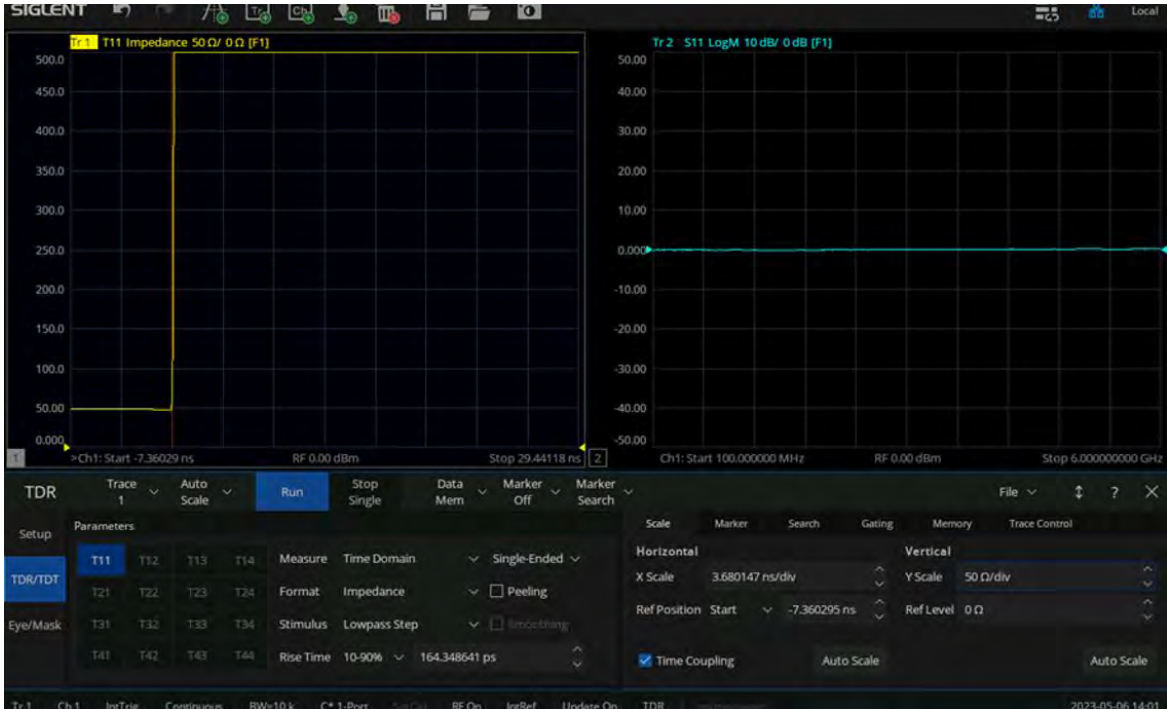 SIGLENT
Local
Tr 1 T11 Impedance 50 Ω/ 0 Ω [F1]
500.0
450.0
400.0
350.0
300.0
250.0
200.0
150.0
100.0
50.00
0.000
1 >Ch1: Start -7.36029 ns RF 0.00 dBm Stop 29.44118 ns
Tr 2 S11 LogM 10 dB/ 0 dB [F1]
50.00
40.00
30.00
20.00
10.00
0.000
-10.00
-20.00
-30.00
-40.00
-50.00
2 Ch1: Start 100.000000 MHz RF 0.00 dBm Stop 6.000000000 GHz
TDR Trace 1 Auto Scale Run Stop Single Data Mem Marker Off Marker Search File ? X
Setup
TDR/TDT
Eye/Mask
Parameters
T11 T12 T13 T14 Measure Time Domain Single-Ended
T21 T22 T23 T24 Format Impedance Peeling
T31 T32 T33 T34 Stimulus Lowpass Step Smoothing
T41 T42 T43 T44 Rise Time 10-90% 164.348641 ps
Scale Marker Search Gating Memory Trace Control
Horizontal Vertical
X Scale 3.680147 ns/div Y Scale 50 Ω/div
Ref Position Start -7.360295 ns Ref Level 0 Ω
Time Coupling Auto Scale Auto Scale
Tr 1 Ch 1 IntTrig Continuous BW=10 k C* 1-Port RF On IntRef Update On TDR 2023-05-06 14:01